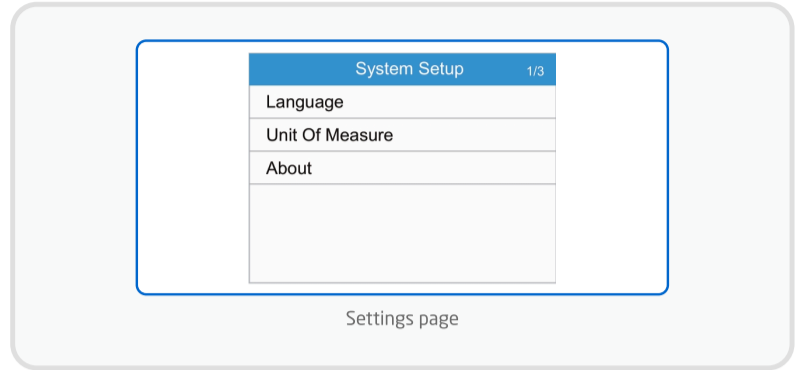 System Setup 1/3
Language
Unit Of Measure
About
Settings page